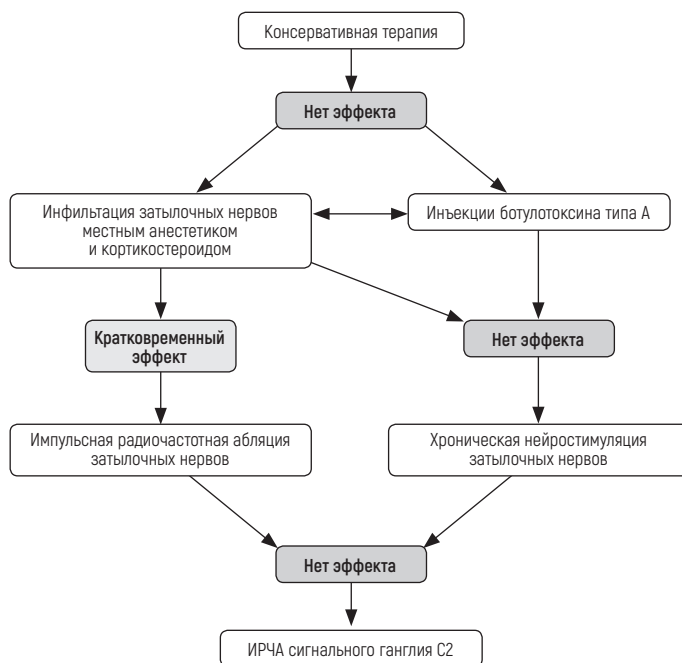 Консервативная терапия
Нет эффекта
Инфильтация затылочных нервов
местным анестетиком
и кортикостероидом
Инъекции ботулотоксина типа А
Кратковременный
эффект
Нет эффекта
Импульсная радиочастотная абляция
затылочных нервов
Хроническая нейростимуляция
затылочных нервов
Нет эффекта
ИРЧА сигнального ганглия С2